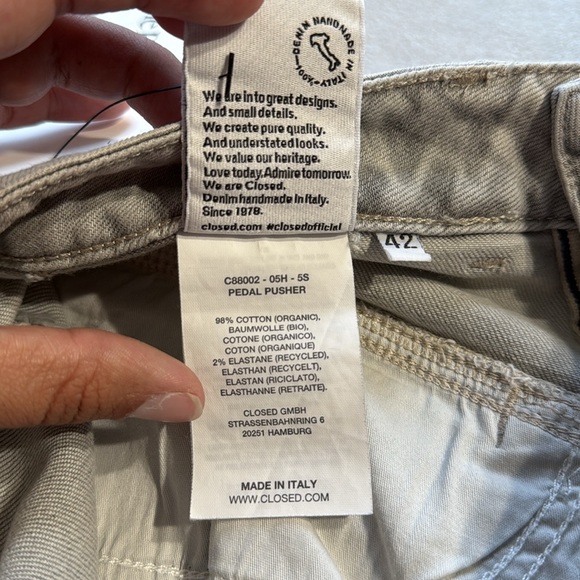 DENIM HANDMADE IN ITALY 100%
We are into great designs.
And small details.
We create pure quality.
And understated looks.
We value our heritage.
Love today. Admire tomorrow.
We are Closed.
Denim handmade in Italy.
Since 1978.
closed.com #closedofficial
42
C88002 - 05H - 5S
PEDAL PUSHER
98% COTTON (ORGANIC),
BAUMWOLLE (BIO),
COTONE (ORGANICO),
COTON (ORGANIQUE)
2% ELASTANE (RECYCLED),
ELASTHAN (RECYCELT),
ELASTAN (RICICLATO),
ELASTHANNE (RETRAITE).
CLOSED GMBH
STRASSENBAHNRING 6
20251 HAMBURG
MADE IN ITALY
WWW.CLOSED.COM